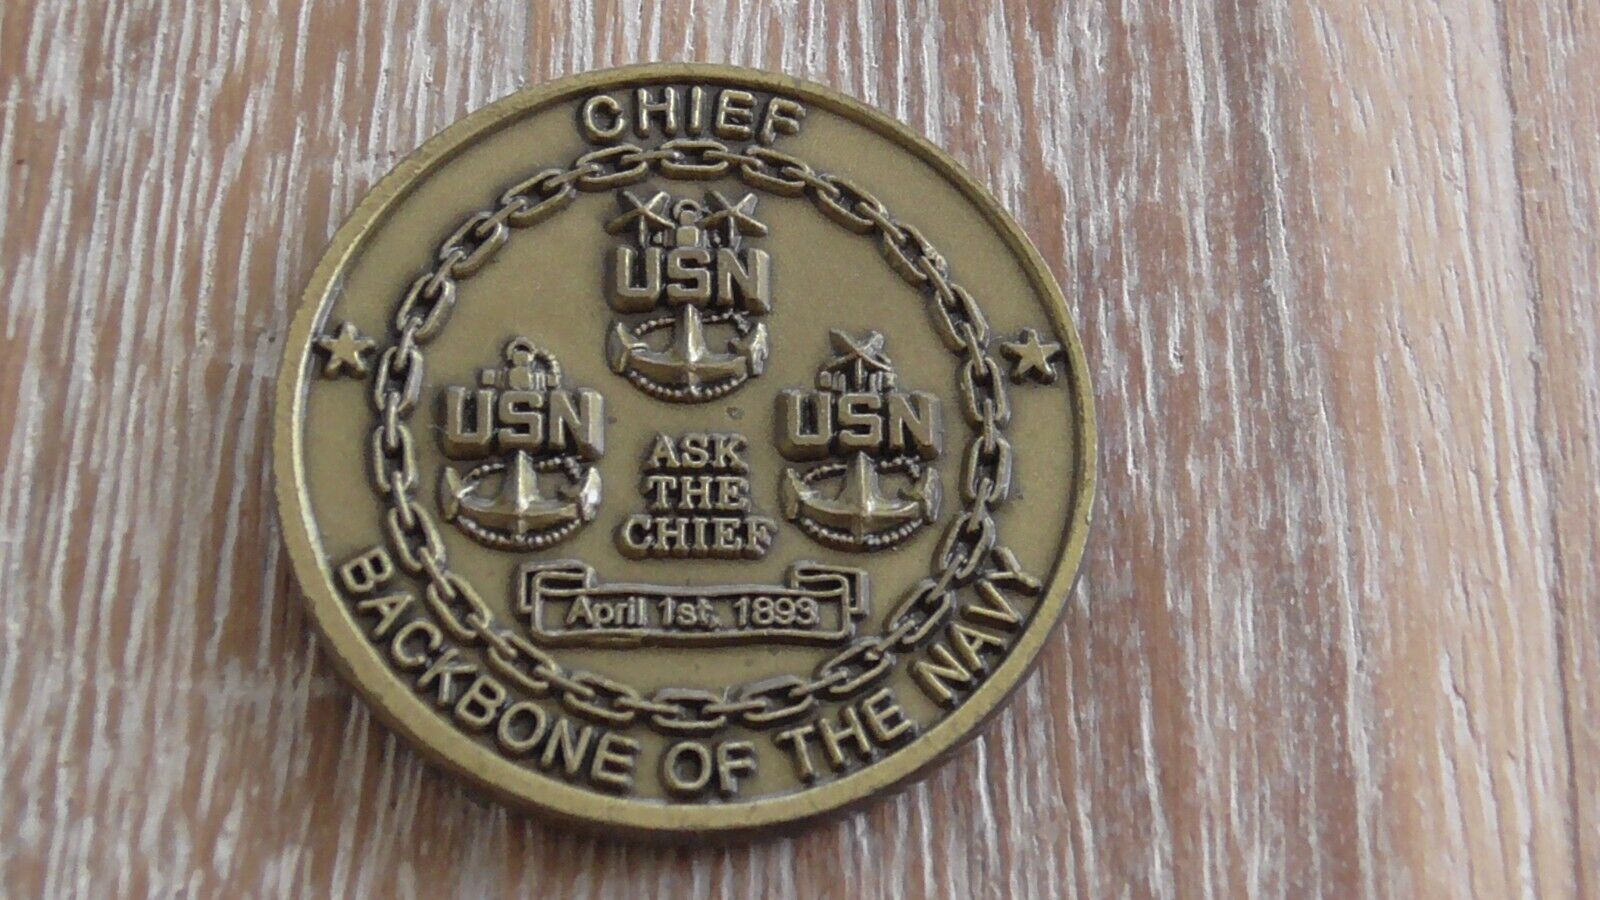 CHIEF
USN
USN
USN
ASK
THE
CHIEF
April 1st, 1893
BACKBONE OF THE NAVY